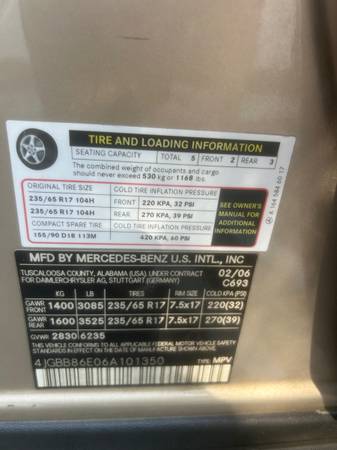 TIRE AND LOADING INFORMATION
SEATING CAPACITY TOTAL 5 FRONT 2 REAR 3
The combined weight of occupants and cargo
should never exceed 530 kg or 1168 lbs.
ORIGINAL TIRE SIZE COLD TIRE INFLATION PRESSURE
235/65 R17 104H FRONT 220 KPA, 32 PSI
235/65 R17 104H REAR 270 KPA, 39 PSI
COMPACT SPARE TIRE COLD TIRE INFLATION PRESSURE
155/90 D18 113M 420 KPA, 60 PSI
SEE OWNER'S
MANUAL FOR
ADDITIONAL
INFORMATION
A 164 584 60 17
MFD BY MERCEDES-BENZ U.S. INTL., INC
TUSCALOOSA COUNTY, ALABAMA (USA) UNDER CONTRACT
FOR DAIMLERCHRYSLER AG, STUTTGART (GERMANY)
02/06
C693
KG LB TIRES RIM SIZE COLD KPA (PSI)
GAWR FRONT 1400 3085 235/65 R17 7.5x17 220(32)
GAWR REAR 1600 3525 235/65 R17 7.5x17 270(39)
GVWR 2830 6235
THIS VEHICLE CONFORMS TO ALL APPLICABLE FEDERAL MOTOR VEHICLE
SAFETY STANDARDS IN EFFECT ON THE DATE OF MANUFACTURE SHOWN ABOVE
4JGBB86E06A101350 TYPE: MPV